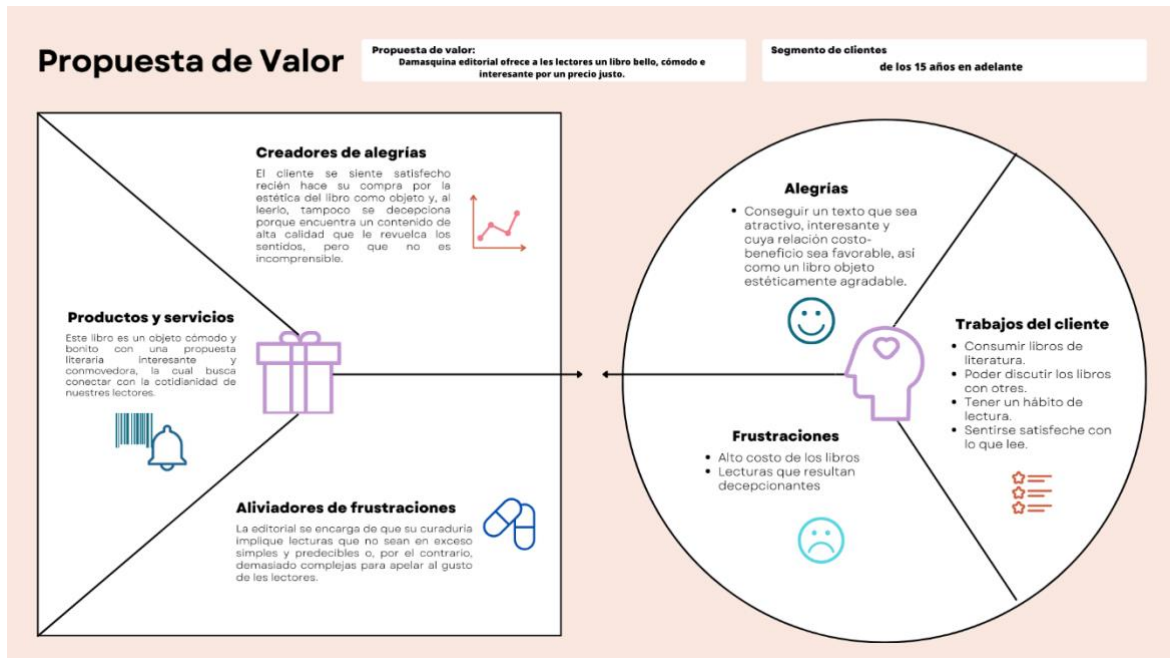 Propuesta de Valor
Propuesta de valor:
Damasquina editorial ofrece a les lectores un libro bello, cómodo e
interesante por un precio justo.
Segmento de clientes
de los 15 años en adelante
Creadores de alegrías
El cliente se siente satisfecho
recién hace su compra por la
estética del libro como objeto y, al
leerlo, tampoco se decepciona
porque encuentra un contenido de
alta calidad que le revuelca los
sentidos, pero que no es
incomprensible.
Productos y servicios
Este libro es un objeto cómodo y
bonito con una propuesta
literaria interesante y
conmovedora, la cual busca
conectar con la cotidianidad de
nuestres lectores.
Aliviadores de frustraciones
La editorial se encarga de que su curaduría
implique lecturas que no sean en exceso
simples y predecibles o, por el contrario,
demasiado complejas para apelar al gusto
de les lectores.
Alegrías
• Conseguir un texto que sea
atractivo, interesante y
cuya relación costo-
beneficio sea favorable, así
como un libro objeto
estéticamente agradable.
Trabajos del cliente
• Consumir libros de
literatura.
• Poder discutir los libros
con otres.
• Tener un hábito de
lectura.
• Sentirse satisfeche con
lo que lee.
Frustraciones
• Alto costo de los libros
• Lecturas que resultan
decepcionantes